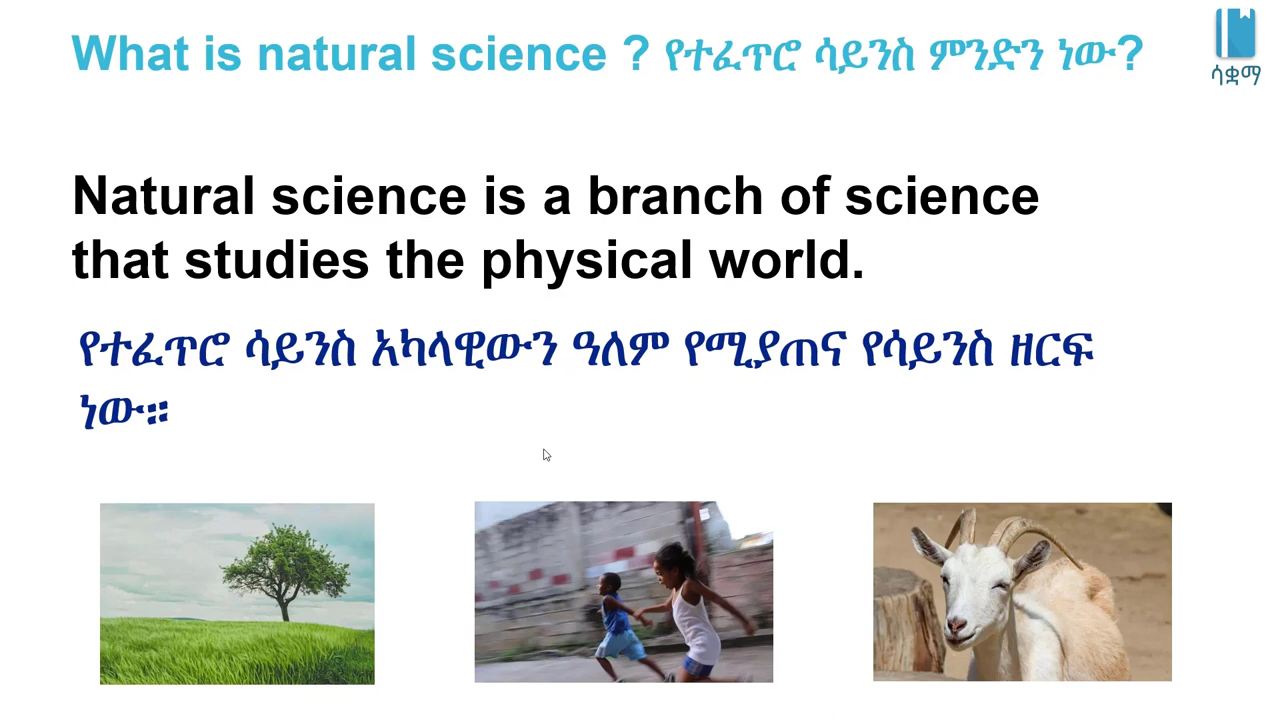 What is natural science ? የተፈጥሮ ሳይንስ ምንድን ነው?
ሳቋማ
Natural science is a branch of science
that studies the physical world.
የተፈጥሮ ሳይንስ አካላዊውን ዓለም የሚያጠና የሳይንስ ዘርፍ
ነው።